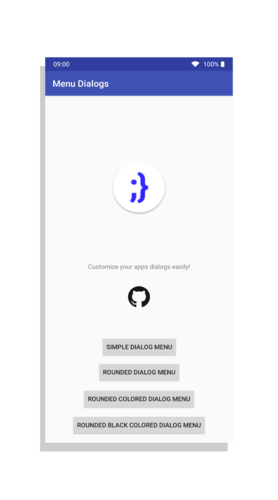 09:00 100%
Menu Dialogs
;}
Customize your apps dialogs easily!
SIMPLE DIALOG MENU
ROUNDED DIALOG MENU
ROUNDED COLORED DIALOG MENU
ROUNDED BLACK COLORED DIALOG MENU